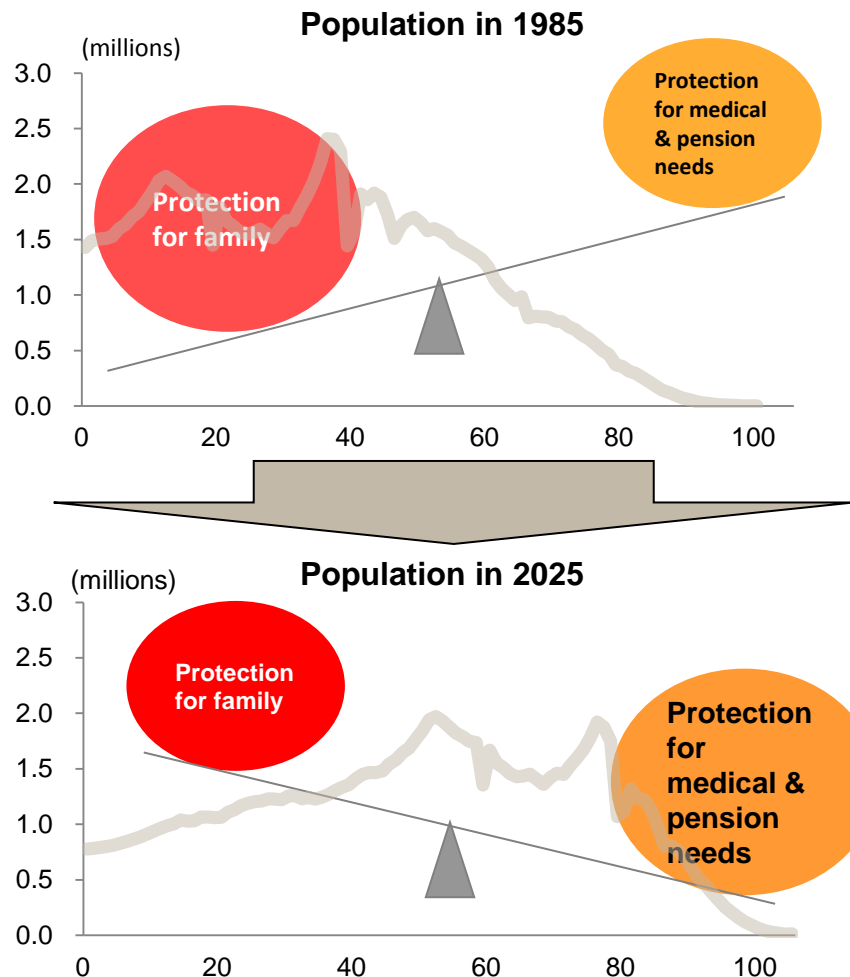 Population in 1985
(millions)
3.0
2.5
2.0
1.5
1.0
0.5
0.0
0 20 40 60 80 100
Protection
for family
Protection
for medical
& pension
needs
Population in 2025
(millions)
3.0
2.5
2.0
1.5
1.0
0.5
0.0
0 20 40 60 80 100
Protection
for family
Protection
for
medical &
pension
needs